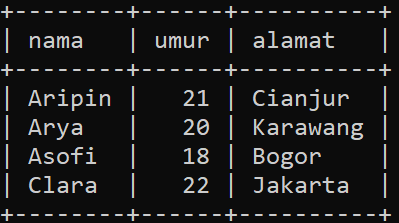 +--------+------+----------+
| nama   | umur | alamat   |
+--------+------+----------+
| Aripin |   21 | Cianjur  |
| Arya   |   20 | Karawang |
| Asofi  |   18 | Bogor    |
| Clara  |   22 | Jakarta  |
+--------+------+----------+